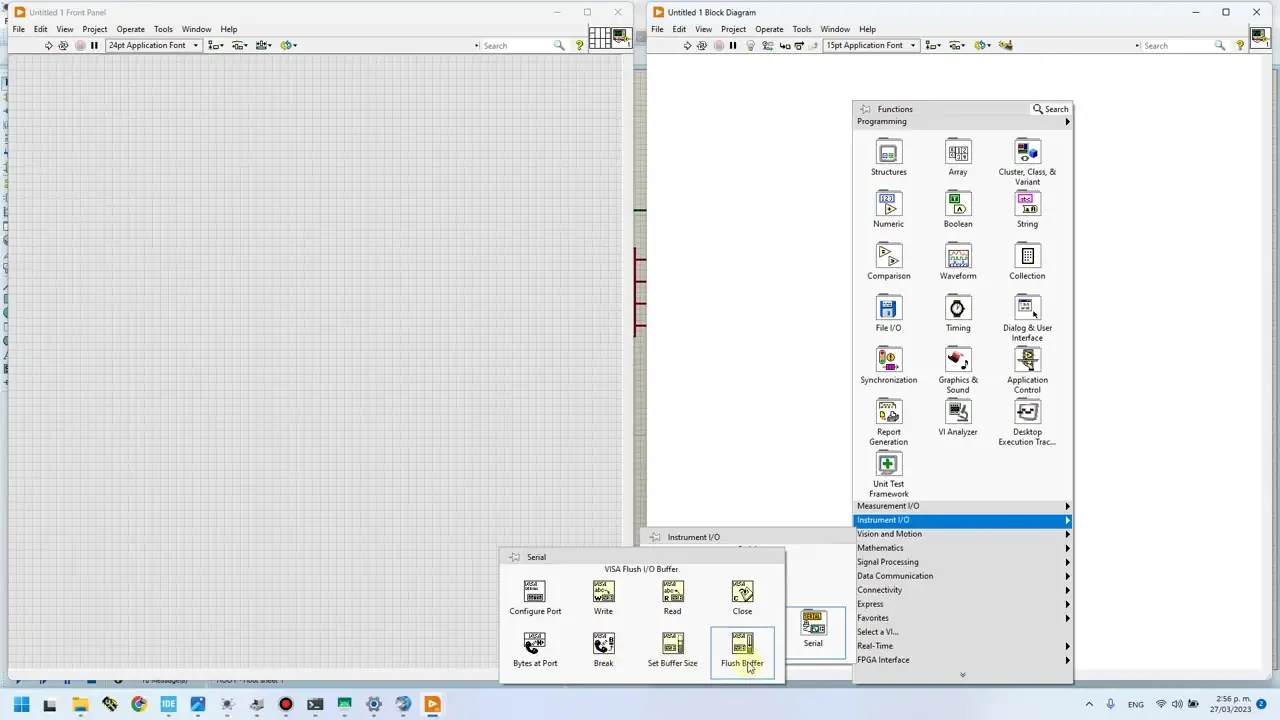 Untitled 1 Front Panel
File Edit View Project Operate Tools Window Help
24pt Application Font
Search
Untitled 1 Block Diagram
File Edit View Project Operate Tools Window Help
15pt Application Font
Search
Functions
Search
Programming
Structures
Array
Cluster, Class, &
Variant
Numeric
Boolean
String
Comparison
Waveform
Collection
File I/O
Timing
Dialog & User
Interface
Synchronization
Graphics &
Sound
Application
Control
Report
Generation
VI Analyzer
Desktop
Execution Trac...
Unit Test
Framework
Measurement I/O
Instrument I/O
Vision and Motion
Mathematics
Signal Processing
Data Communication
Connectivity
Express
Favorites
Select a VI...
Real-Time
FPGA Interface
Instrument I/O
Serial
Serial
VISA Flush I/O Buffer
Configure Port
Write
Read
Close
Bytes at Port
Break
Set Buffer Size
Flush Buffer
IDE
ENG
2:56 p. m.
27/03/2023